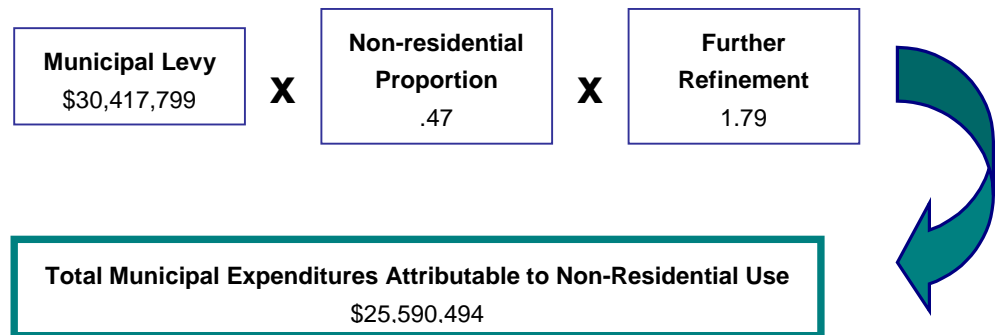 Municipal Levy
$30,417,799
X
Non-residential
Proportion
.47
X
Further
Refinement
1.79
Total Municipal Expenditures Attributable to Non-Residential Use
$25,590,494